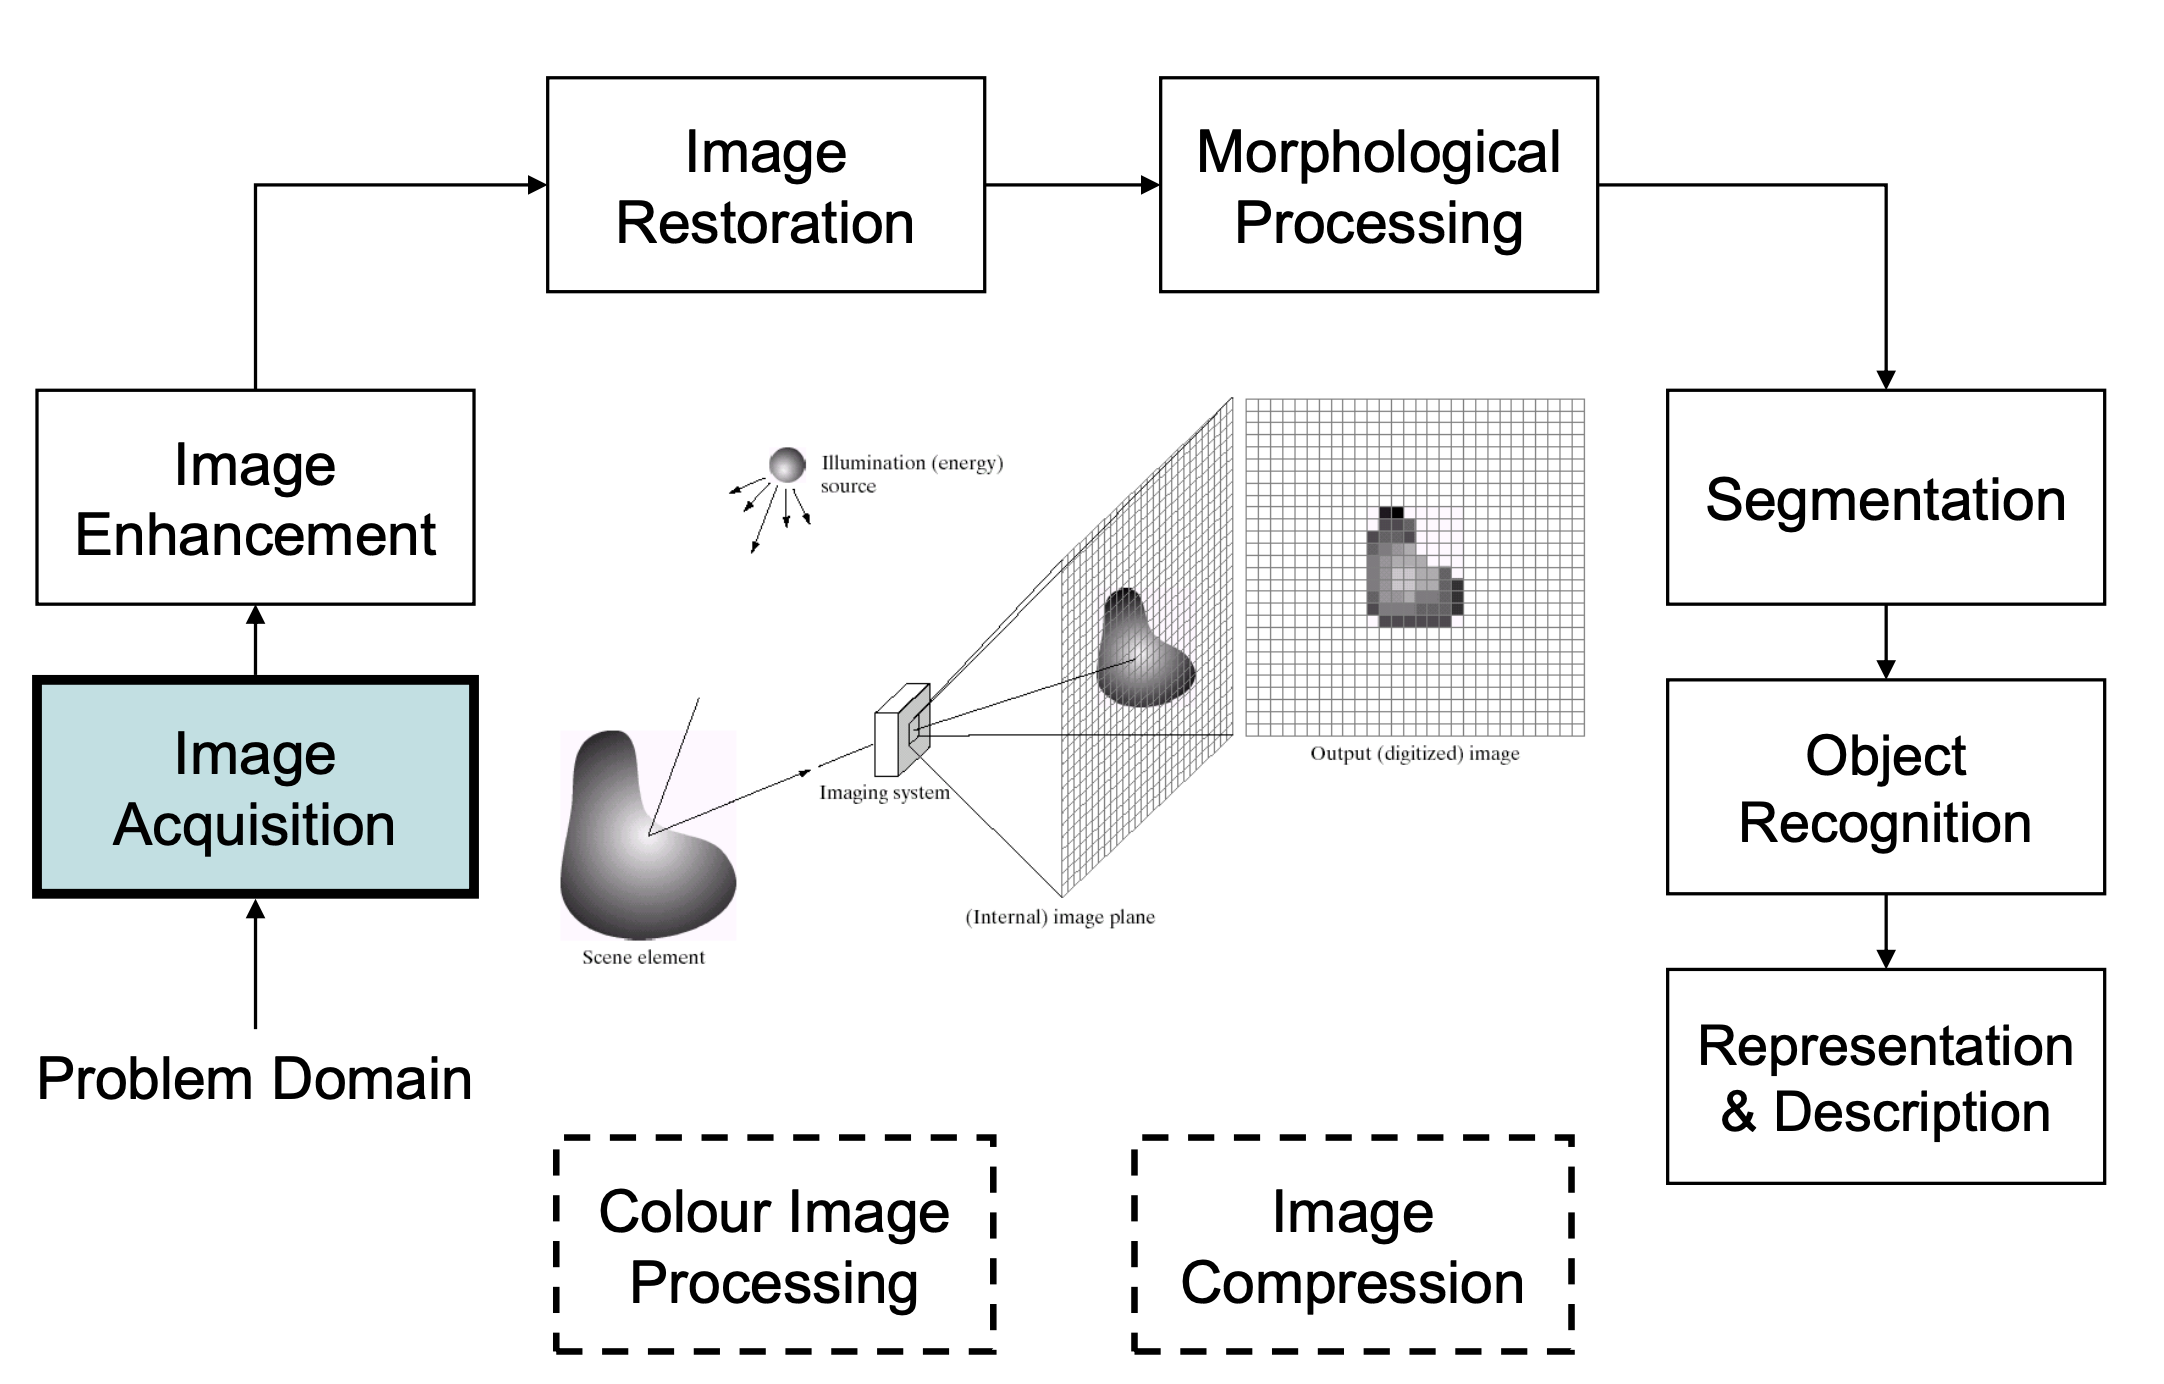 Image
Restoration
Morphological
Processing
Image
Enhancement
Illumination (energy)
source
Segmentation
Image
Acquisition
Output (digitized) image
Imaging system
Object
Recognition
(Internal) image plane
Scene element
Problem Domain
Representation
& Description
Colour Image
Processing
Image
Compression